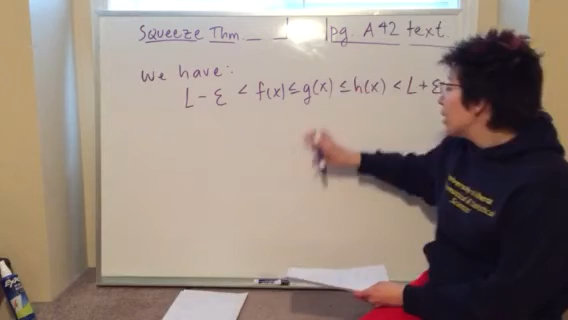 Squeeze Thm. pg. A42 text.
We have:
L-ε < f(x) ≤ g(x) ≤ h(x) < L+ε